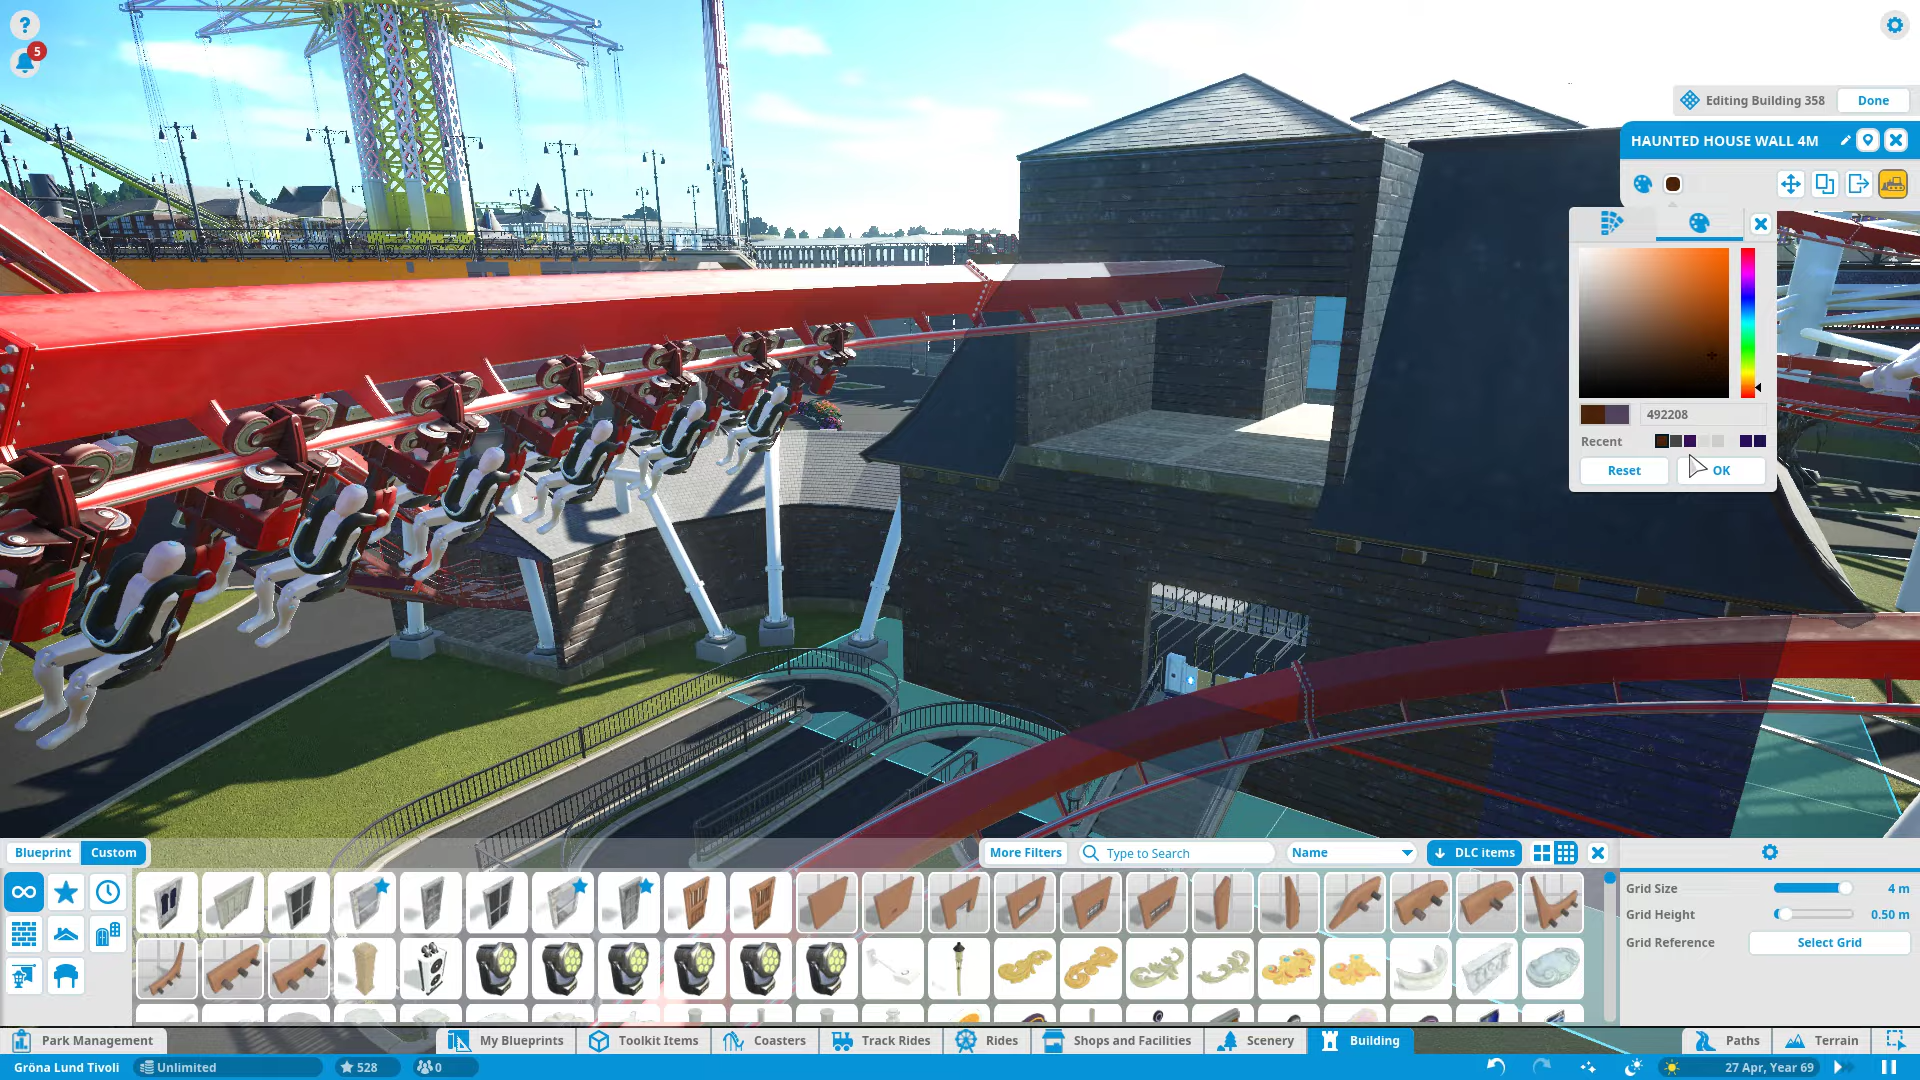 ?
5
Editing Building 358
Done
HAUNTED HOUSE WALL 4M
492208
Recent
Reset
OK
Blueprint
Custom
More Filters
Type to Search
Name
DLC items
Grid Size
4 m
Grid Height
0.50 m
Grid Reference
Select Grid
Park Management
My Blueprints
Toolkit Items
Coasters
Track Rides
Rides
Shops and Facilities
Scenery
Building
Paths
Terrain
Gröna Lund Tivoli
Unlimited
528
0
27 Apr, Year 69